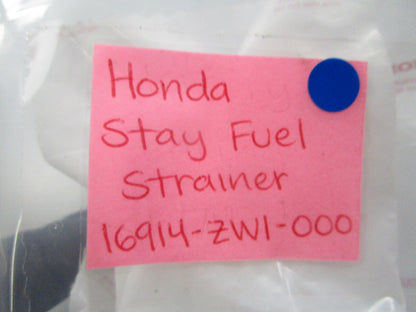 Honda
Stay Fuel
Strainer
16914-ZW1-000